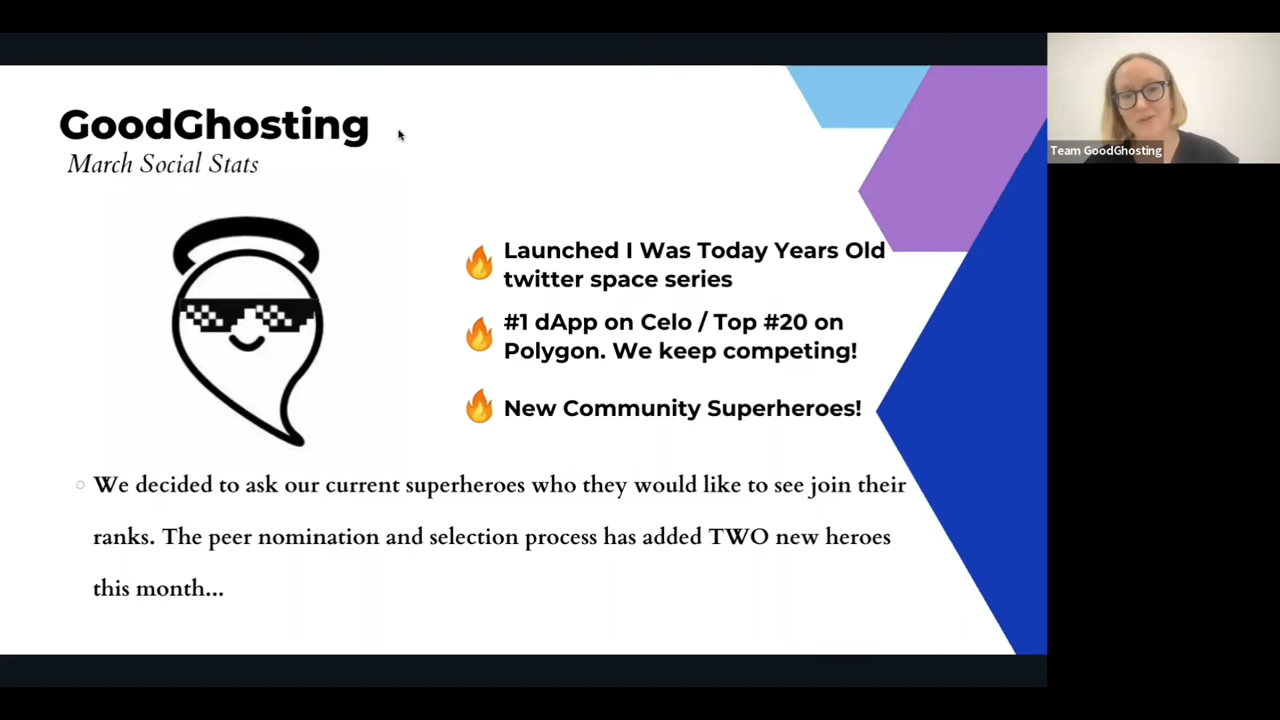 GoodGhosting
March Social Stats
Launched I Was Today Years Old
twitter space series
#1 dApp on Celo / Top #20 on
Polygon. We keep competing!
New Community Superheroes!
We decided to ask our current superheroes who they would like to see join their
ranks. The peer nomination and selection process has added TWO new heroes
this month...
Team GoodGhosting